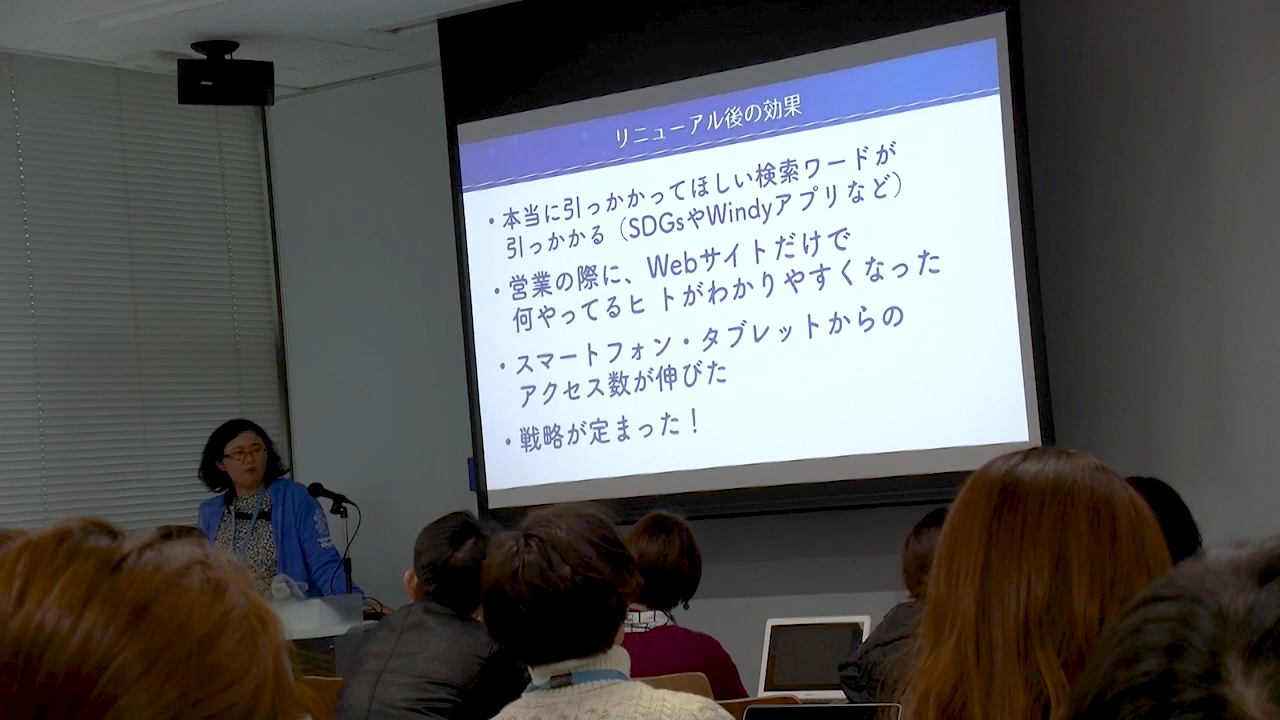 リニューアル後の効果
・本当に引っかかってほしい検索ワードが
引っかかる（SDGsやWindyアプリなど）
・営業の際に、Webサイトだけで
何やってるヒトがわかりやすくなった
・スマートフォン・タブレットからの
アクセス数が伸びた
・戦略が定まった！